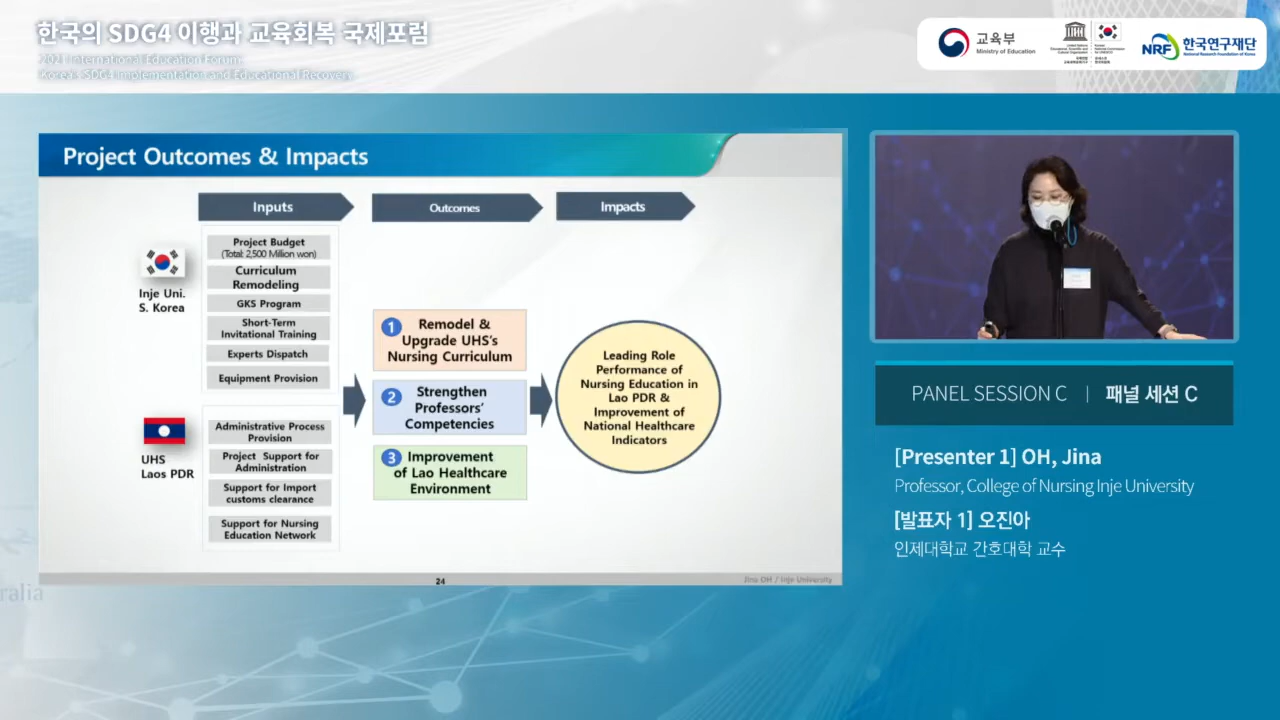 한국의 SDG4 이행과 교육회복 국제포럼
2021 International Education Forum:
Korea's SDG4 Implementation and Educational Recovery
교육부
Ministry of Education
NRF 한국연구재단
National Research Foundation of Korea
Project Outcomes & Impacts
Inputs
Outcomes
Impacts
Inje Uni.
S. Korea
Project Budget
(Total: 2,500 Million won)
Curriculum
Remodeling
GKS Program
Short-Term
Invitational Training
Experts Dispatch
Equipment Provision
UHS
Laos PDR
Administrative Process
Provision
Project Support for
Administration
Support for Import
customs clearance
Support for Nursing
Education Network
1 Remodel &
Upgrade UHS's
Nursing Curriculum
2 Strengthen
Professors'
Competencies
3 Improvement
of Lao Healthcare
Environment
Leading Role
Performance of
Nursing Education in
Lao PDR &
Improvement of
National Healthcare
Indicators
24
Jina OH / Inje University
PANEL SESSION C | 패널 세션 C
[Presenter 1] OH, Jina
Professor, College of Nursing Inje University
[발표자 1] 오진아
인제대학교 간호대학 교수
ralia